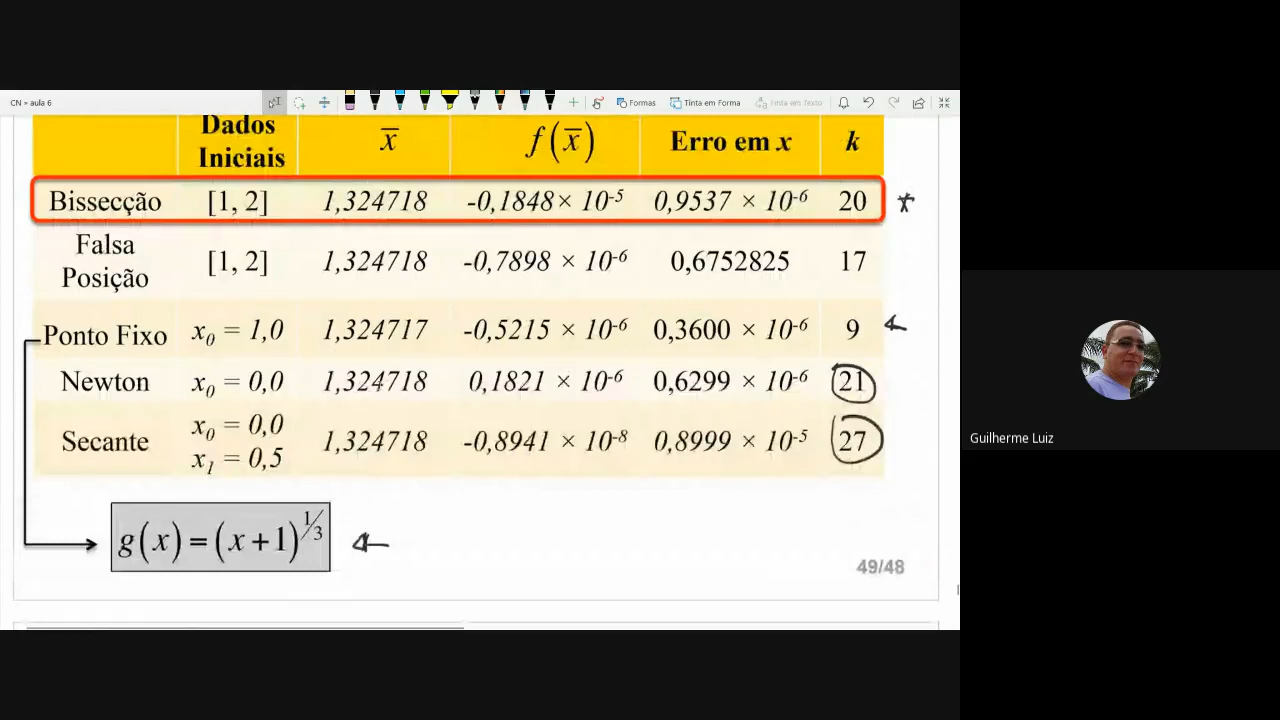 CN » aula 6
Formas
Tinta em Forma
Tinta em Texto
Dados Iniciais x̅ f(x̅) Erro em x k
Bissecção [1, 2] 1,324718 -0,1848× 10⁻⁵ 0,9537 × 10⁻⁶ 20
Falsa Posição [1, 2] 1,324718 -0,7898 × 10⁻⁶ 0,6752825 17
Ponto Fixo x₀ = 1,0 1,324717 -0,5215 × 10⁻⁶ 0,3600 × 10⁻⁶ 9
Newton x₀ = 0,0 1,324718 0,1821 × 10⁻⁶ 0,6299 × 10⁻⁶ 21
Secante x₀ = 0,0 x₁ = 0,5 1,324718 -0,8941 × 10⁻⁸ 0,8999 × 10⁻⁵ 27
g(x) = (x+1)^(1/3)
49/48
Guilherme Luiz